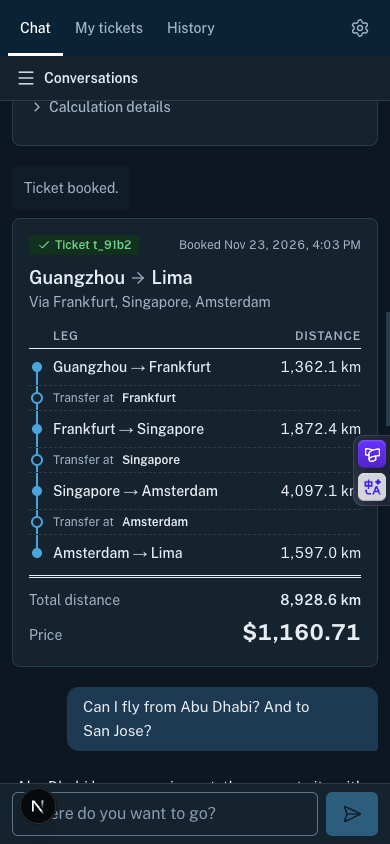 Chat My tickets History
Conversations
Calculation details
Ticket booked.
Ticket t_91b2 Booked Nov 23, 2026, 4:03 PM
Guangzhou → Lima
Via Frankfurt, Singapore, Amsterdam
LEG DISTANCE
Guangzhou → Frankfurt 1,362.1 km
Transfer at Frankfurt
Frankfurt → Singapore 1,872.4 km
Transfer at Singapore
Singapore → Amsterdam 4,097.1
Transfer at Amsterdam
Amsterdam → Lima 1,597.0 km
Total distance 8,928.6 km
Price $1,160.71
Can I fly from Abu Dhabi? And to
San Jose?
N
do you want to go?